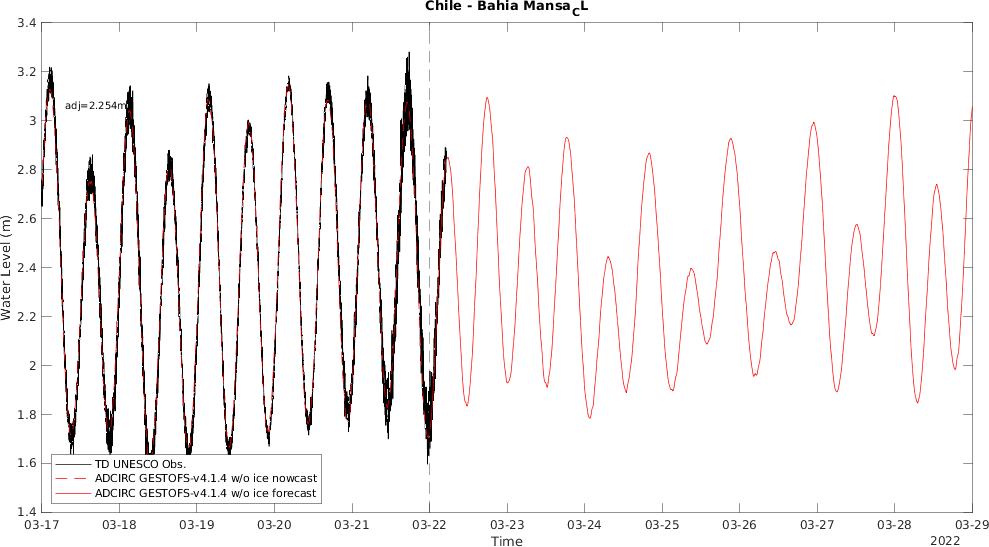 Chile - Bahia Mansa_CL
3.4
3.2
3
2.8
2.6
2.4
2.2
2
1.8
1.6
1.4
Water Level (m)
adj=2.254m
TD UNESCO Obs.
ADCIRC GESTOFS-v4.1.4 w/o ice nowcast
ADCIRC GESTOFS-v4.1.4 w/o ice forecast
03-17 03-18 03-19 03-20 03-21 03-22 03-23 03-24 03-25 03-26 03-27 03-28 03-29
Time
2022